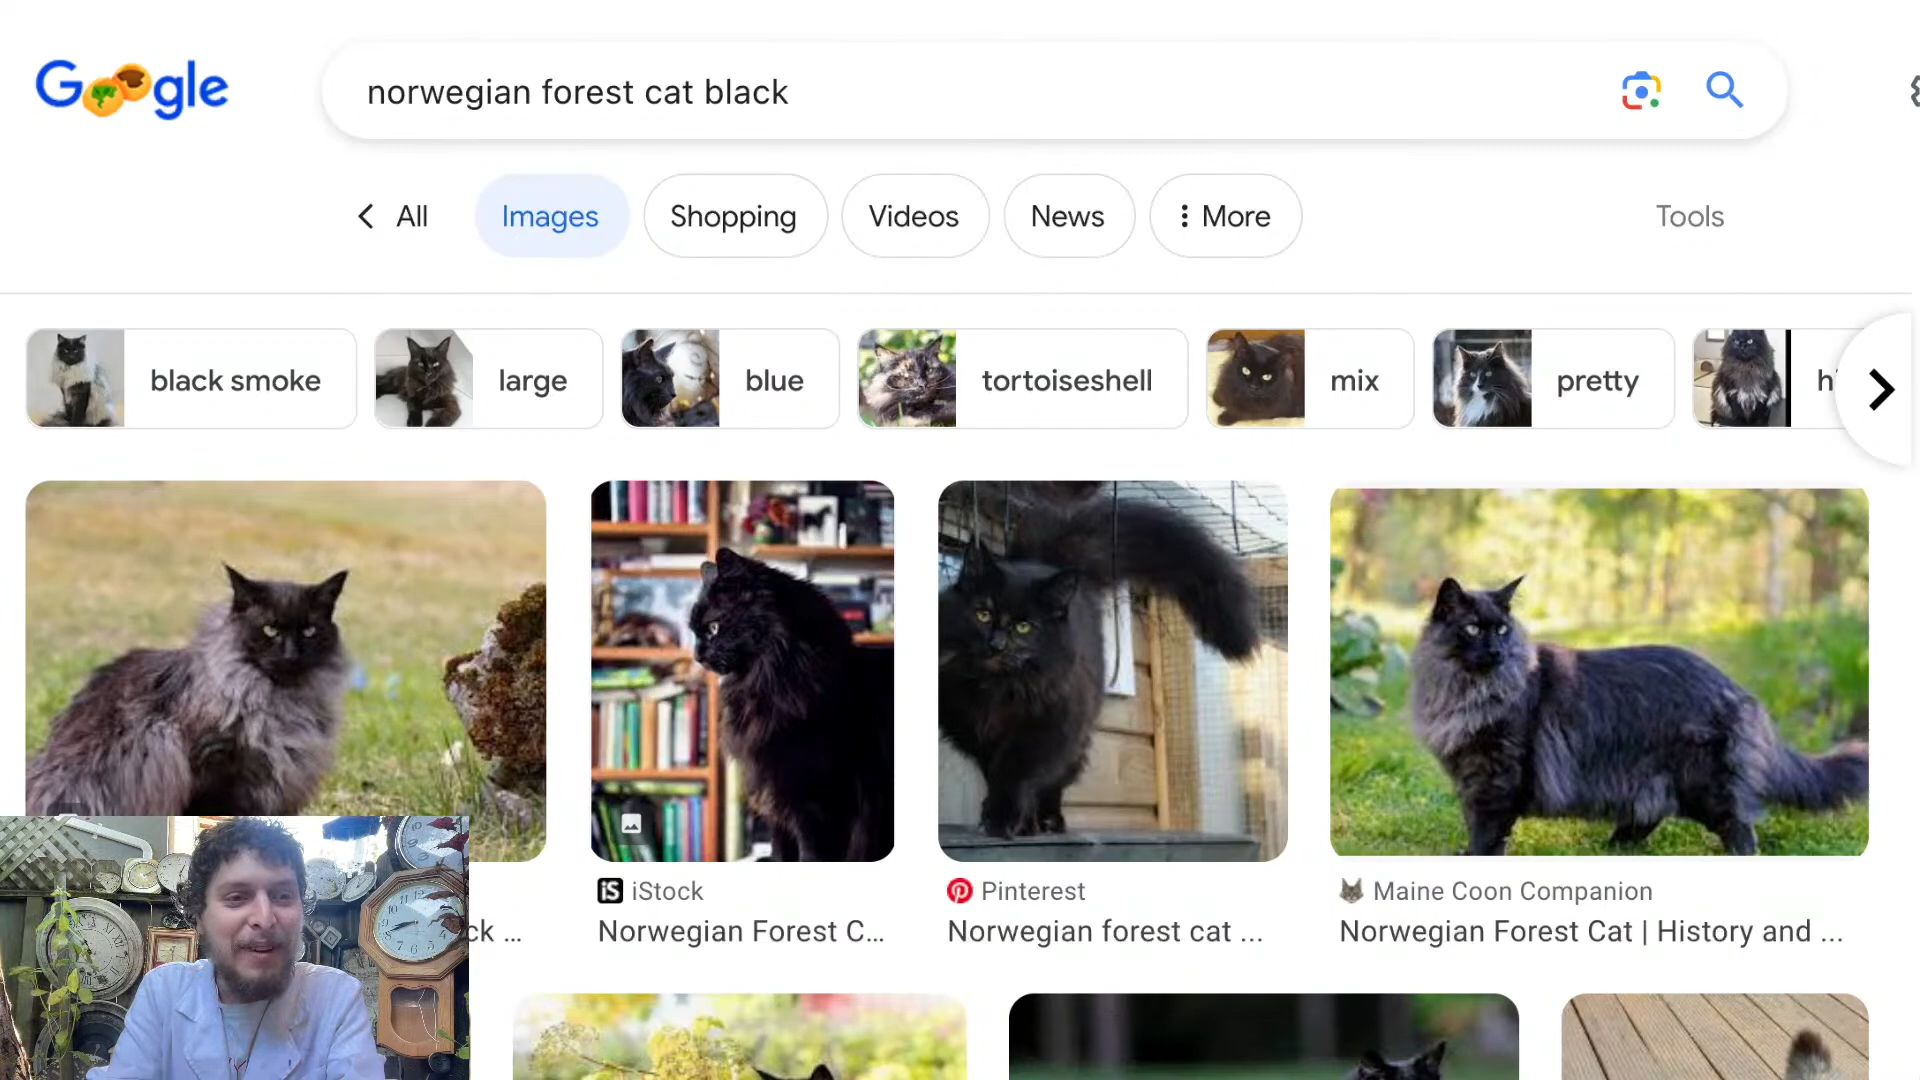 Google
norwegian forest cat black
All Images Shopping Videos News More Tools
black smoke large blue tortoiseshell mix pretty h
iStock Pinterest Maine Coon Companion
ck ... Norwegian Forest C... Norwegian forest cat ... Norwegian Forest Cat | History and ...